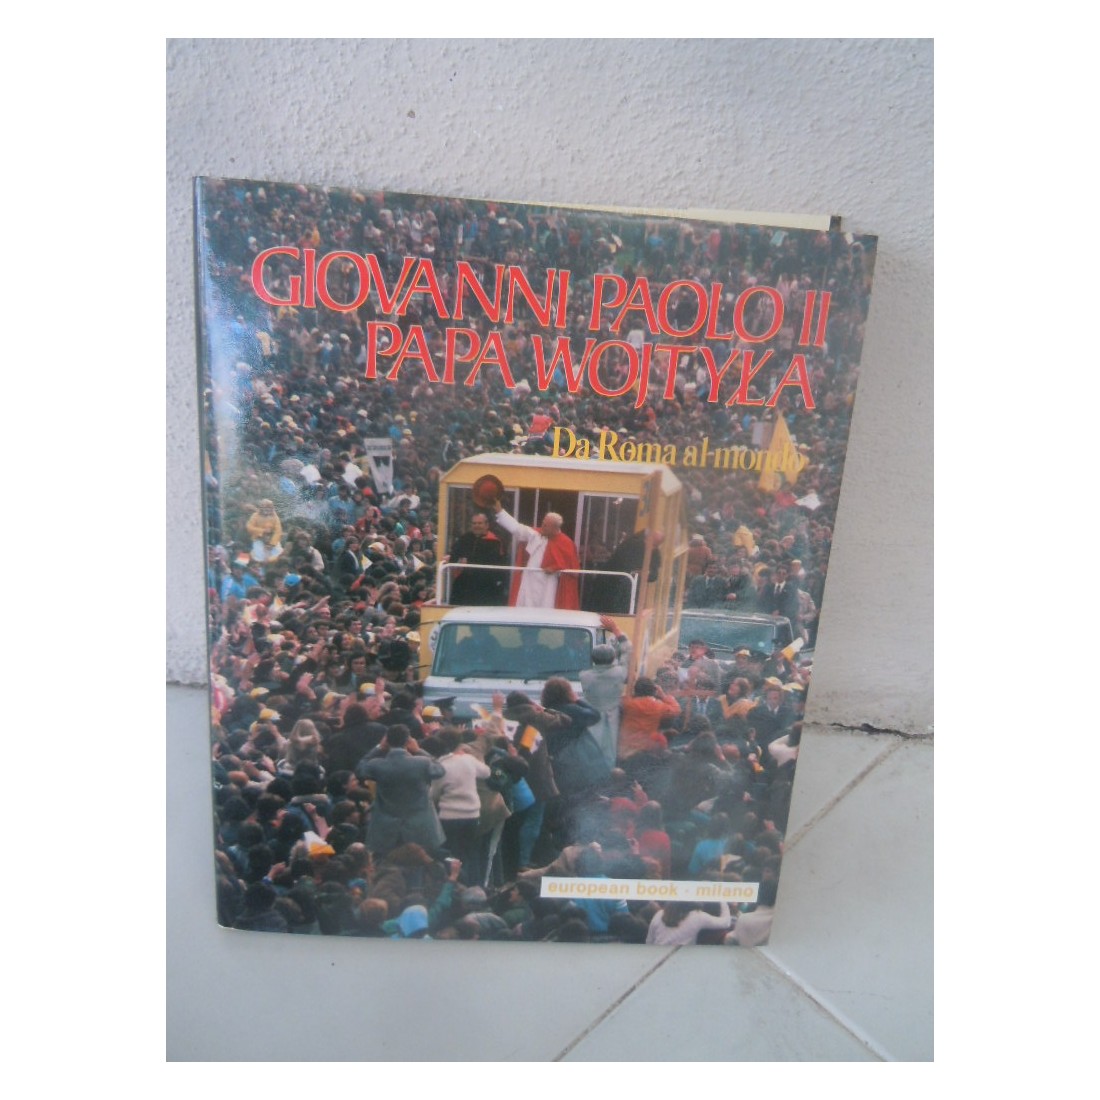 GIOVANNI PAOLO II
PAPA WOJTYŁA
Da Roma al mondo
european book · milano